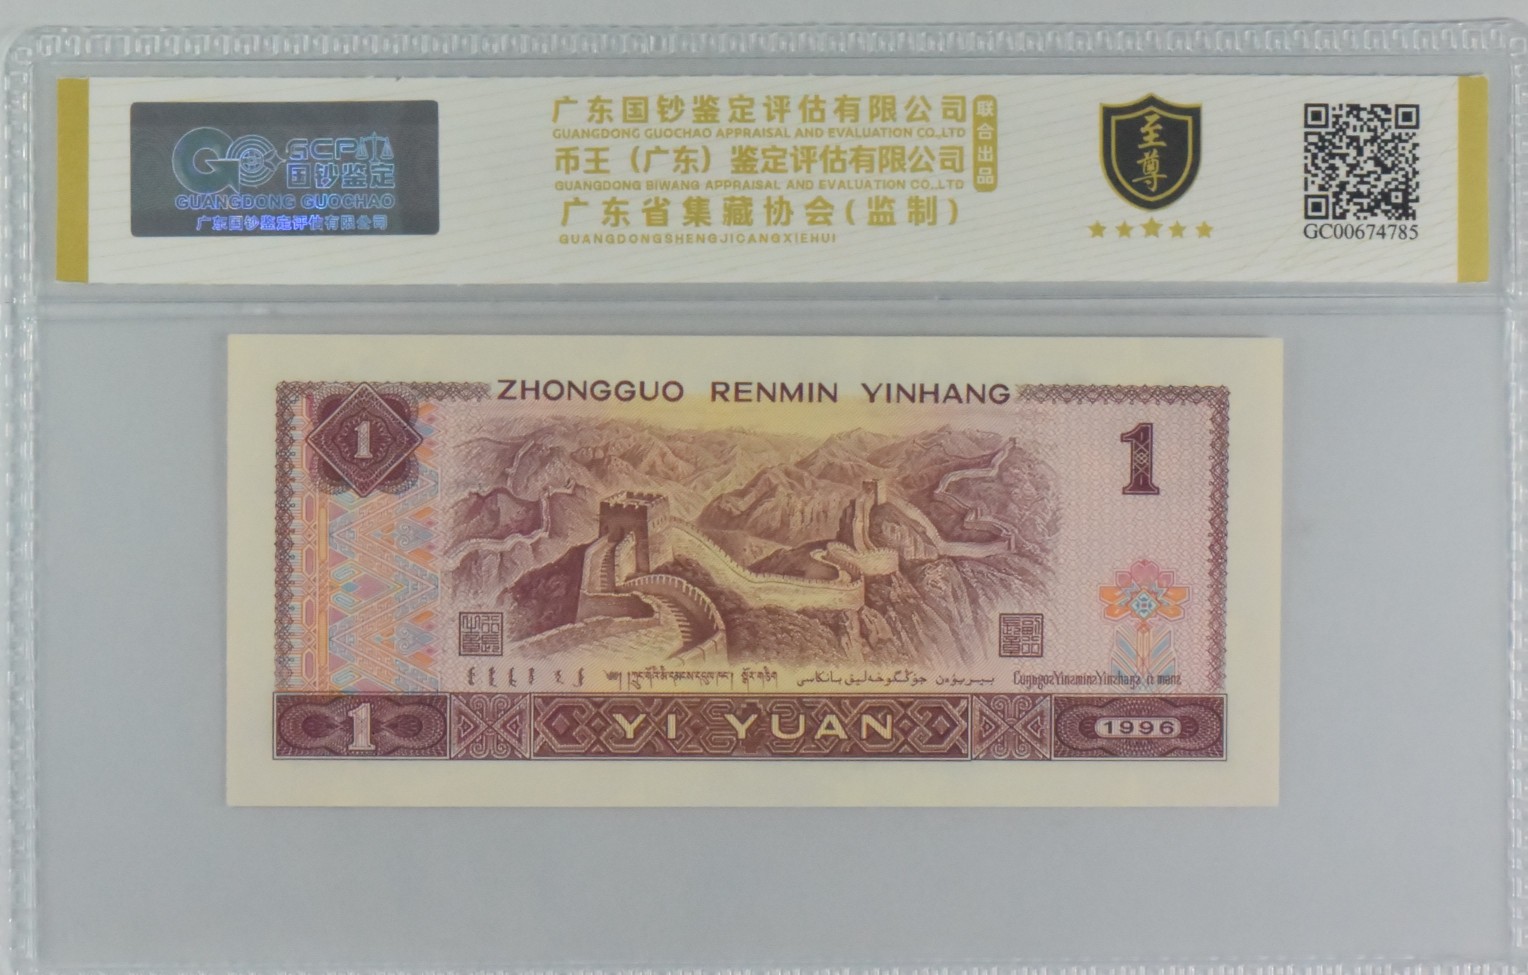 GCP
国钞鉴定
GUANGDONG GUOCHAO
广东国钞鉴定评估有限公司
广东国钞鉴定评估有限公司
GUANGDONG GUOCHAO APPRAISAL AND EVALUATION CO.,LTD
币王（广东）鉴定评估有限公司
GUANGDONG BIWANG APPRAISAL AND EVALUATION CO.,LTD
广东省集藏协会(监制)
GUANGDONGSHENGJICANGXIEHUI
联合出品
至尊
GC00674785
ZHONGGUO RENMIN YINHANG
1
1
1 YI YUAN 1996